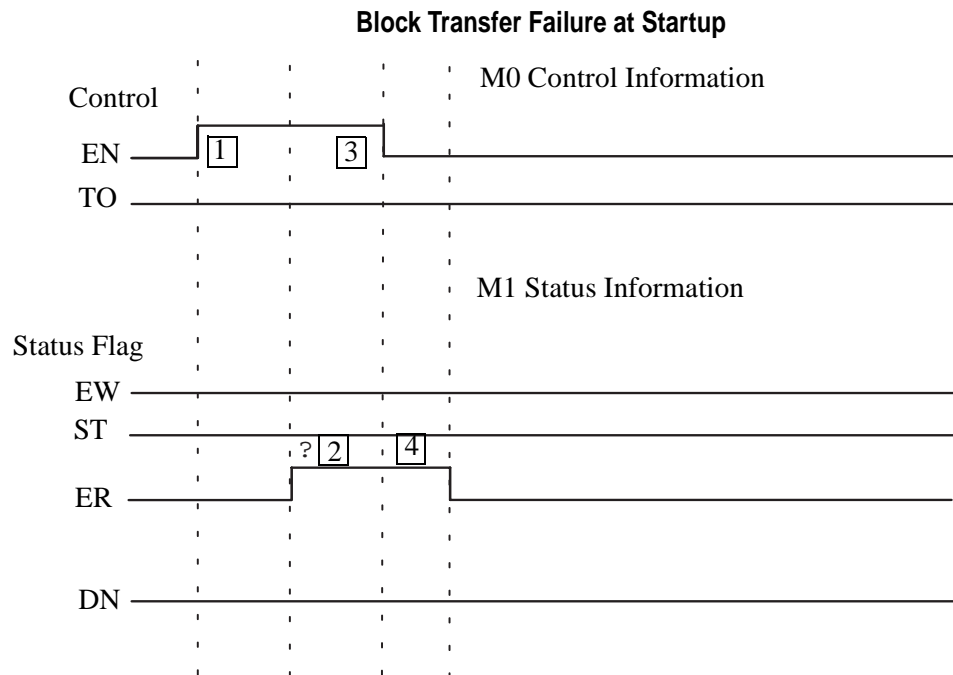 Block Transfer Failure at Startup
M0 Control Information
Control
EN
1
3
TO
M1 Status Information
Status Flag
EW
ST
? 2
4
ER
DN